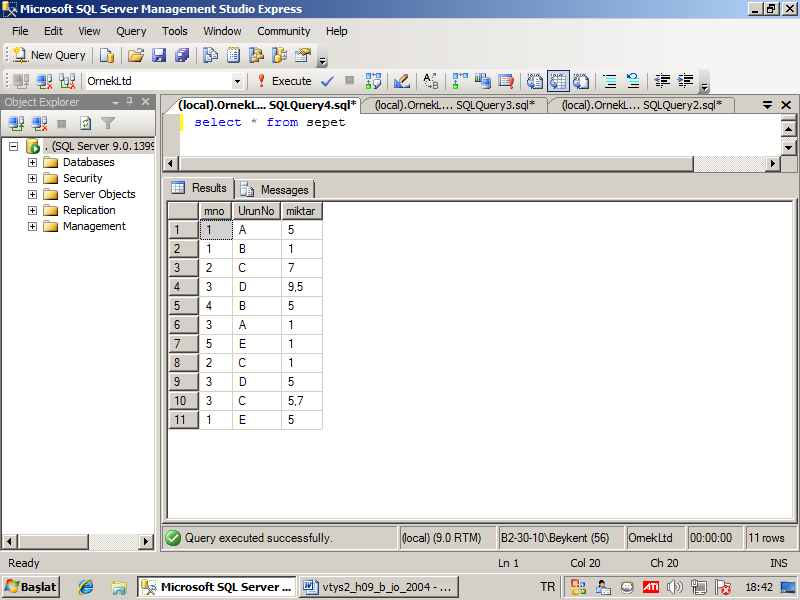 Microsoft SQL Server Management Studio Express
File Edit View Query Tools Window Community Help
New Query
OrnekLtd Execute
Object Explorer
(local).OrnekL... SQLQuery4.sql* (local).OrnekL... SQLQuery3.sql* (local).OrnekL... SQLQuery2.sql*
select * from sepet
. (SQL Server 9.0.1399
Databases
Security
Server Objects
Replication
Management
Results Messages
mno UrunNo miktar
1 1 A 5
2 1 B 1
3 2 C 7
4 3 D 9,5
5 4 B 5
6 3 A 1
7 5 E 1
8 2 C 1
9 3 D 5
10 3 C 5,7
11 1 E 5
Query executed successfully. (local) (9.0 RTM) B2-30-10\Beykent (56) OrnekLtd 00:00:00 11 rows
Ready Ln 1 Col 20 Ch 20 INS
Başlat Microsoft SQL Server ... vtys2_h09_b_io_2004 - ... TR ATI 18:42